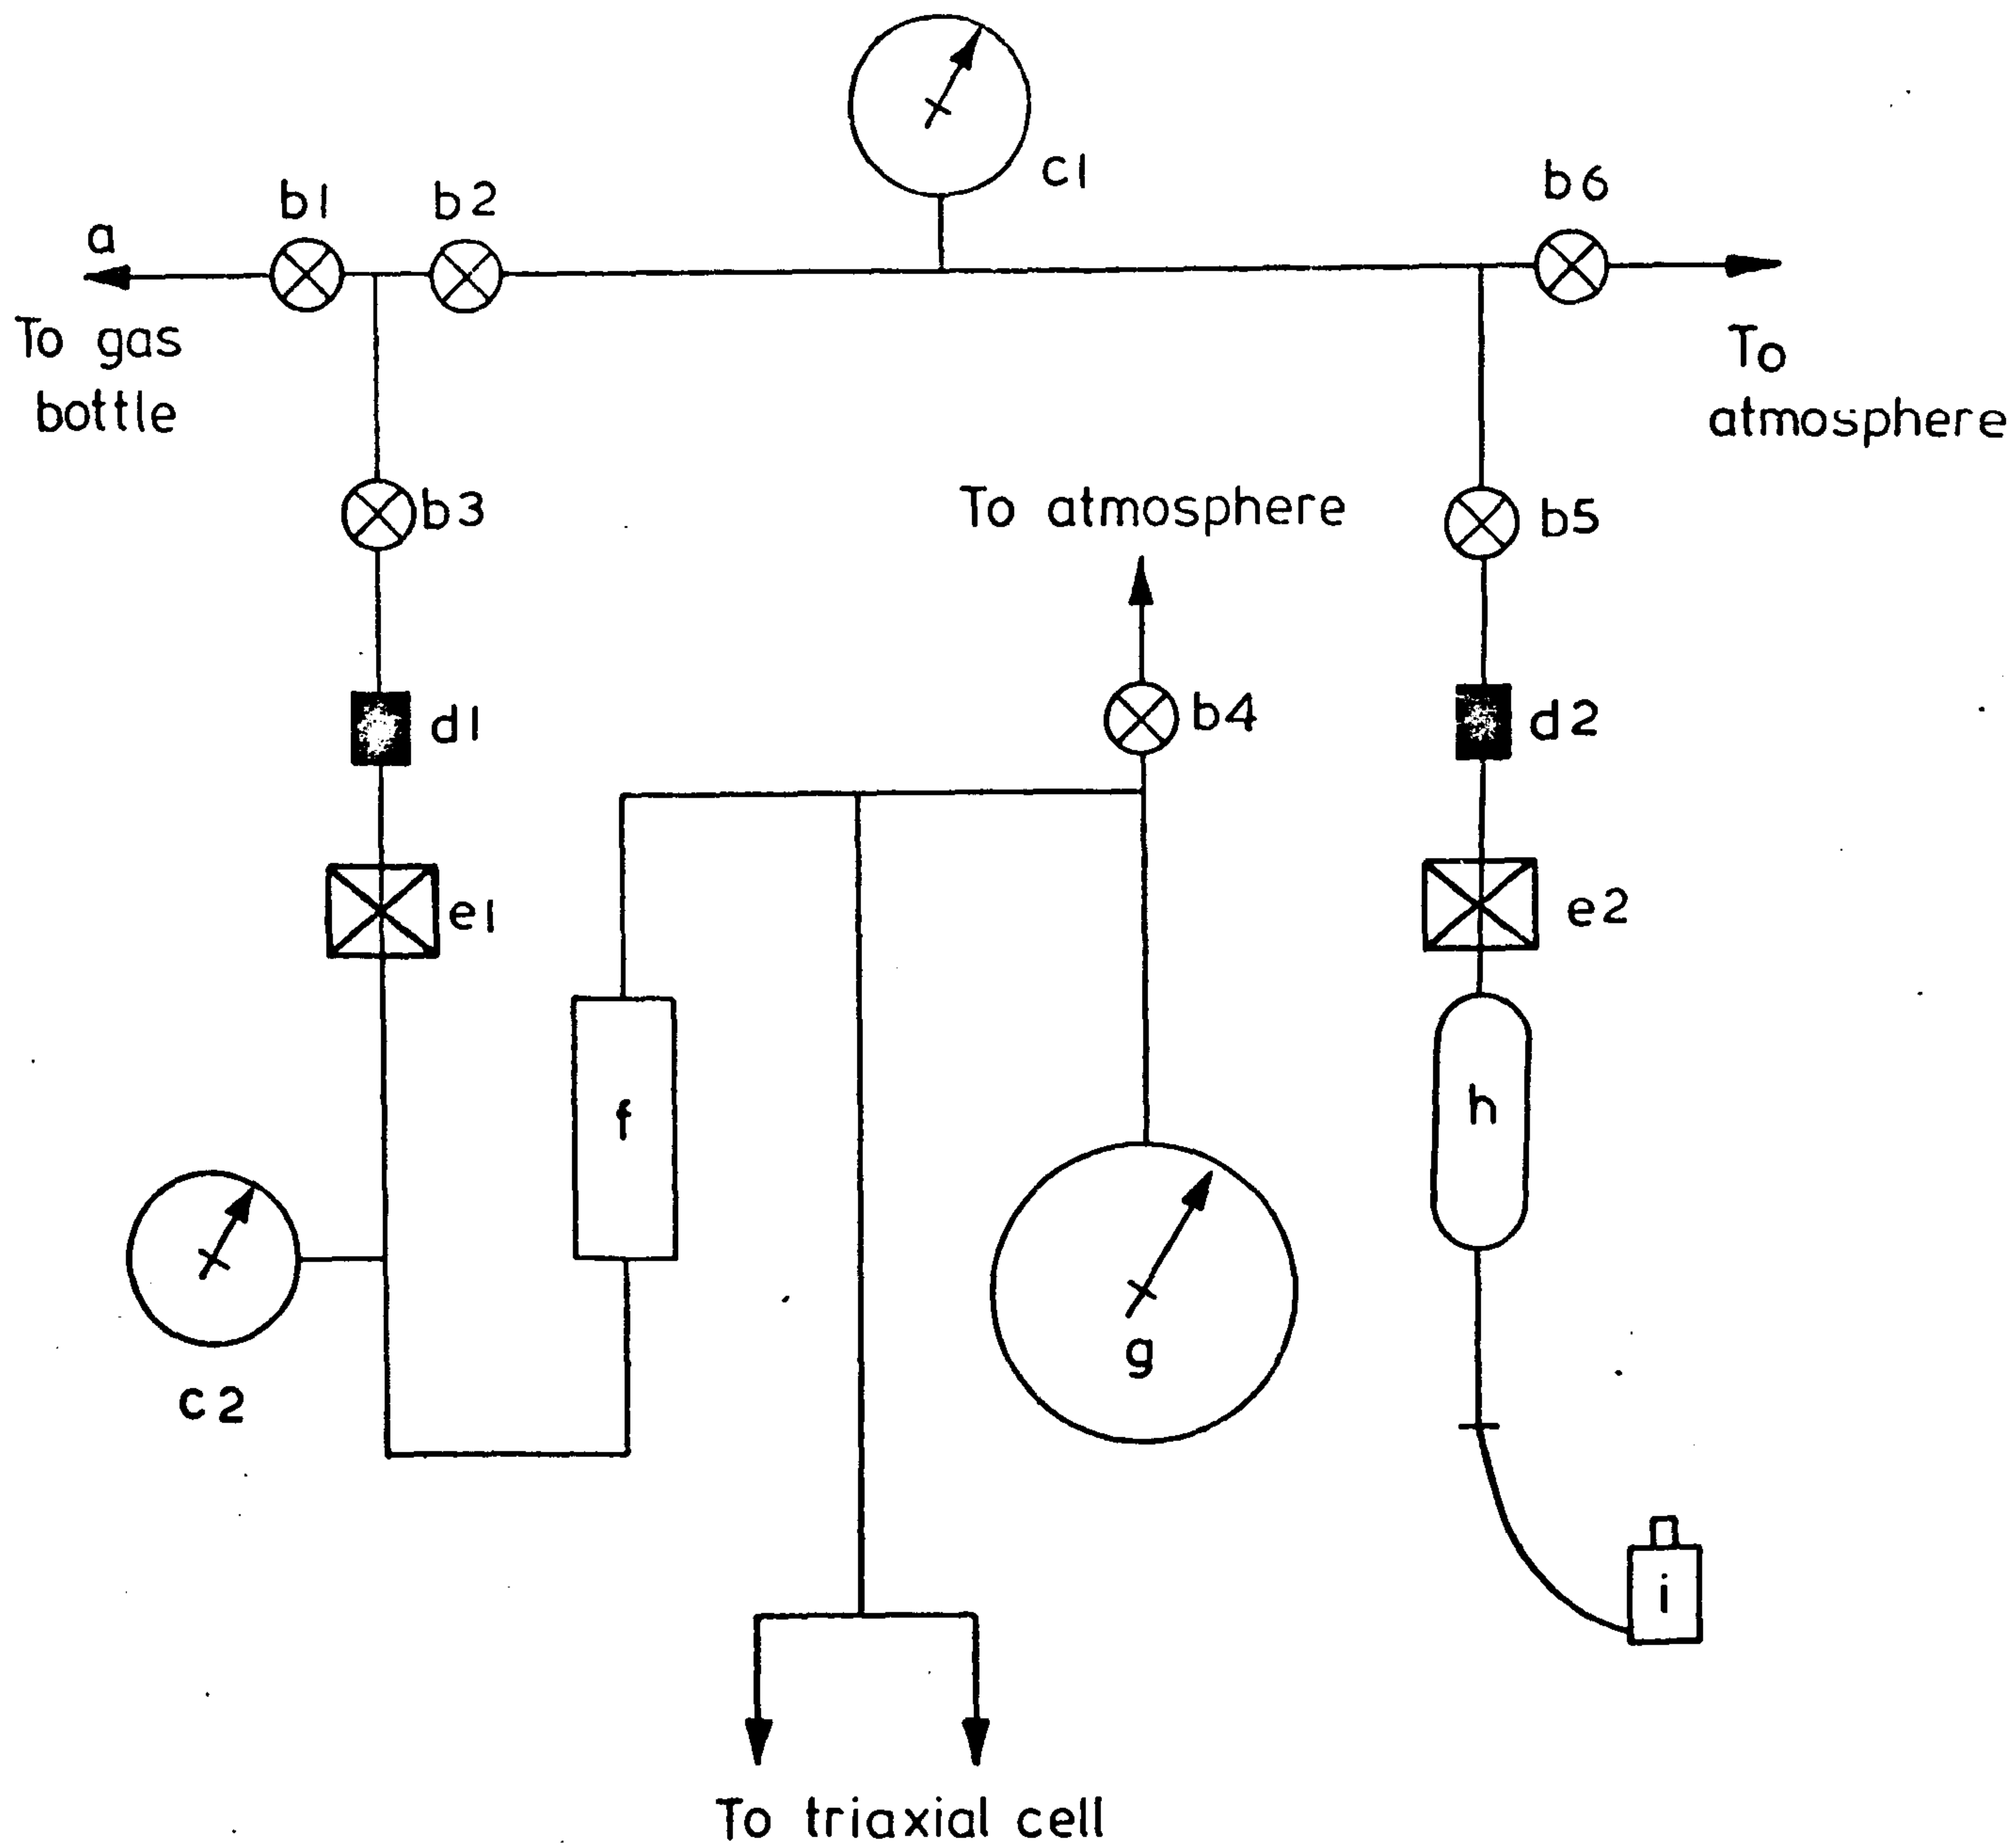 c1
b1
b2
b6
a
To gas
bottle
To
atmosphere
b3
To atmosphere
b5
d1
b4
d2
e1
e2
f
h
g
c2
i
To triaxial cell